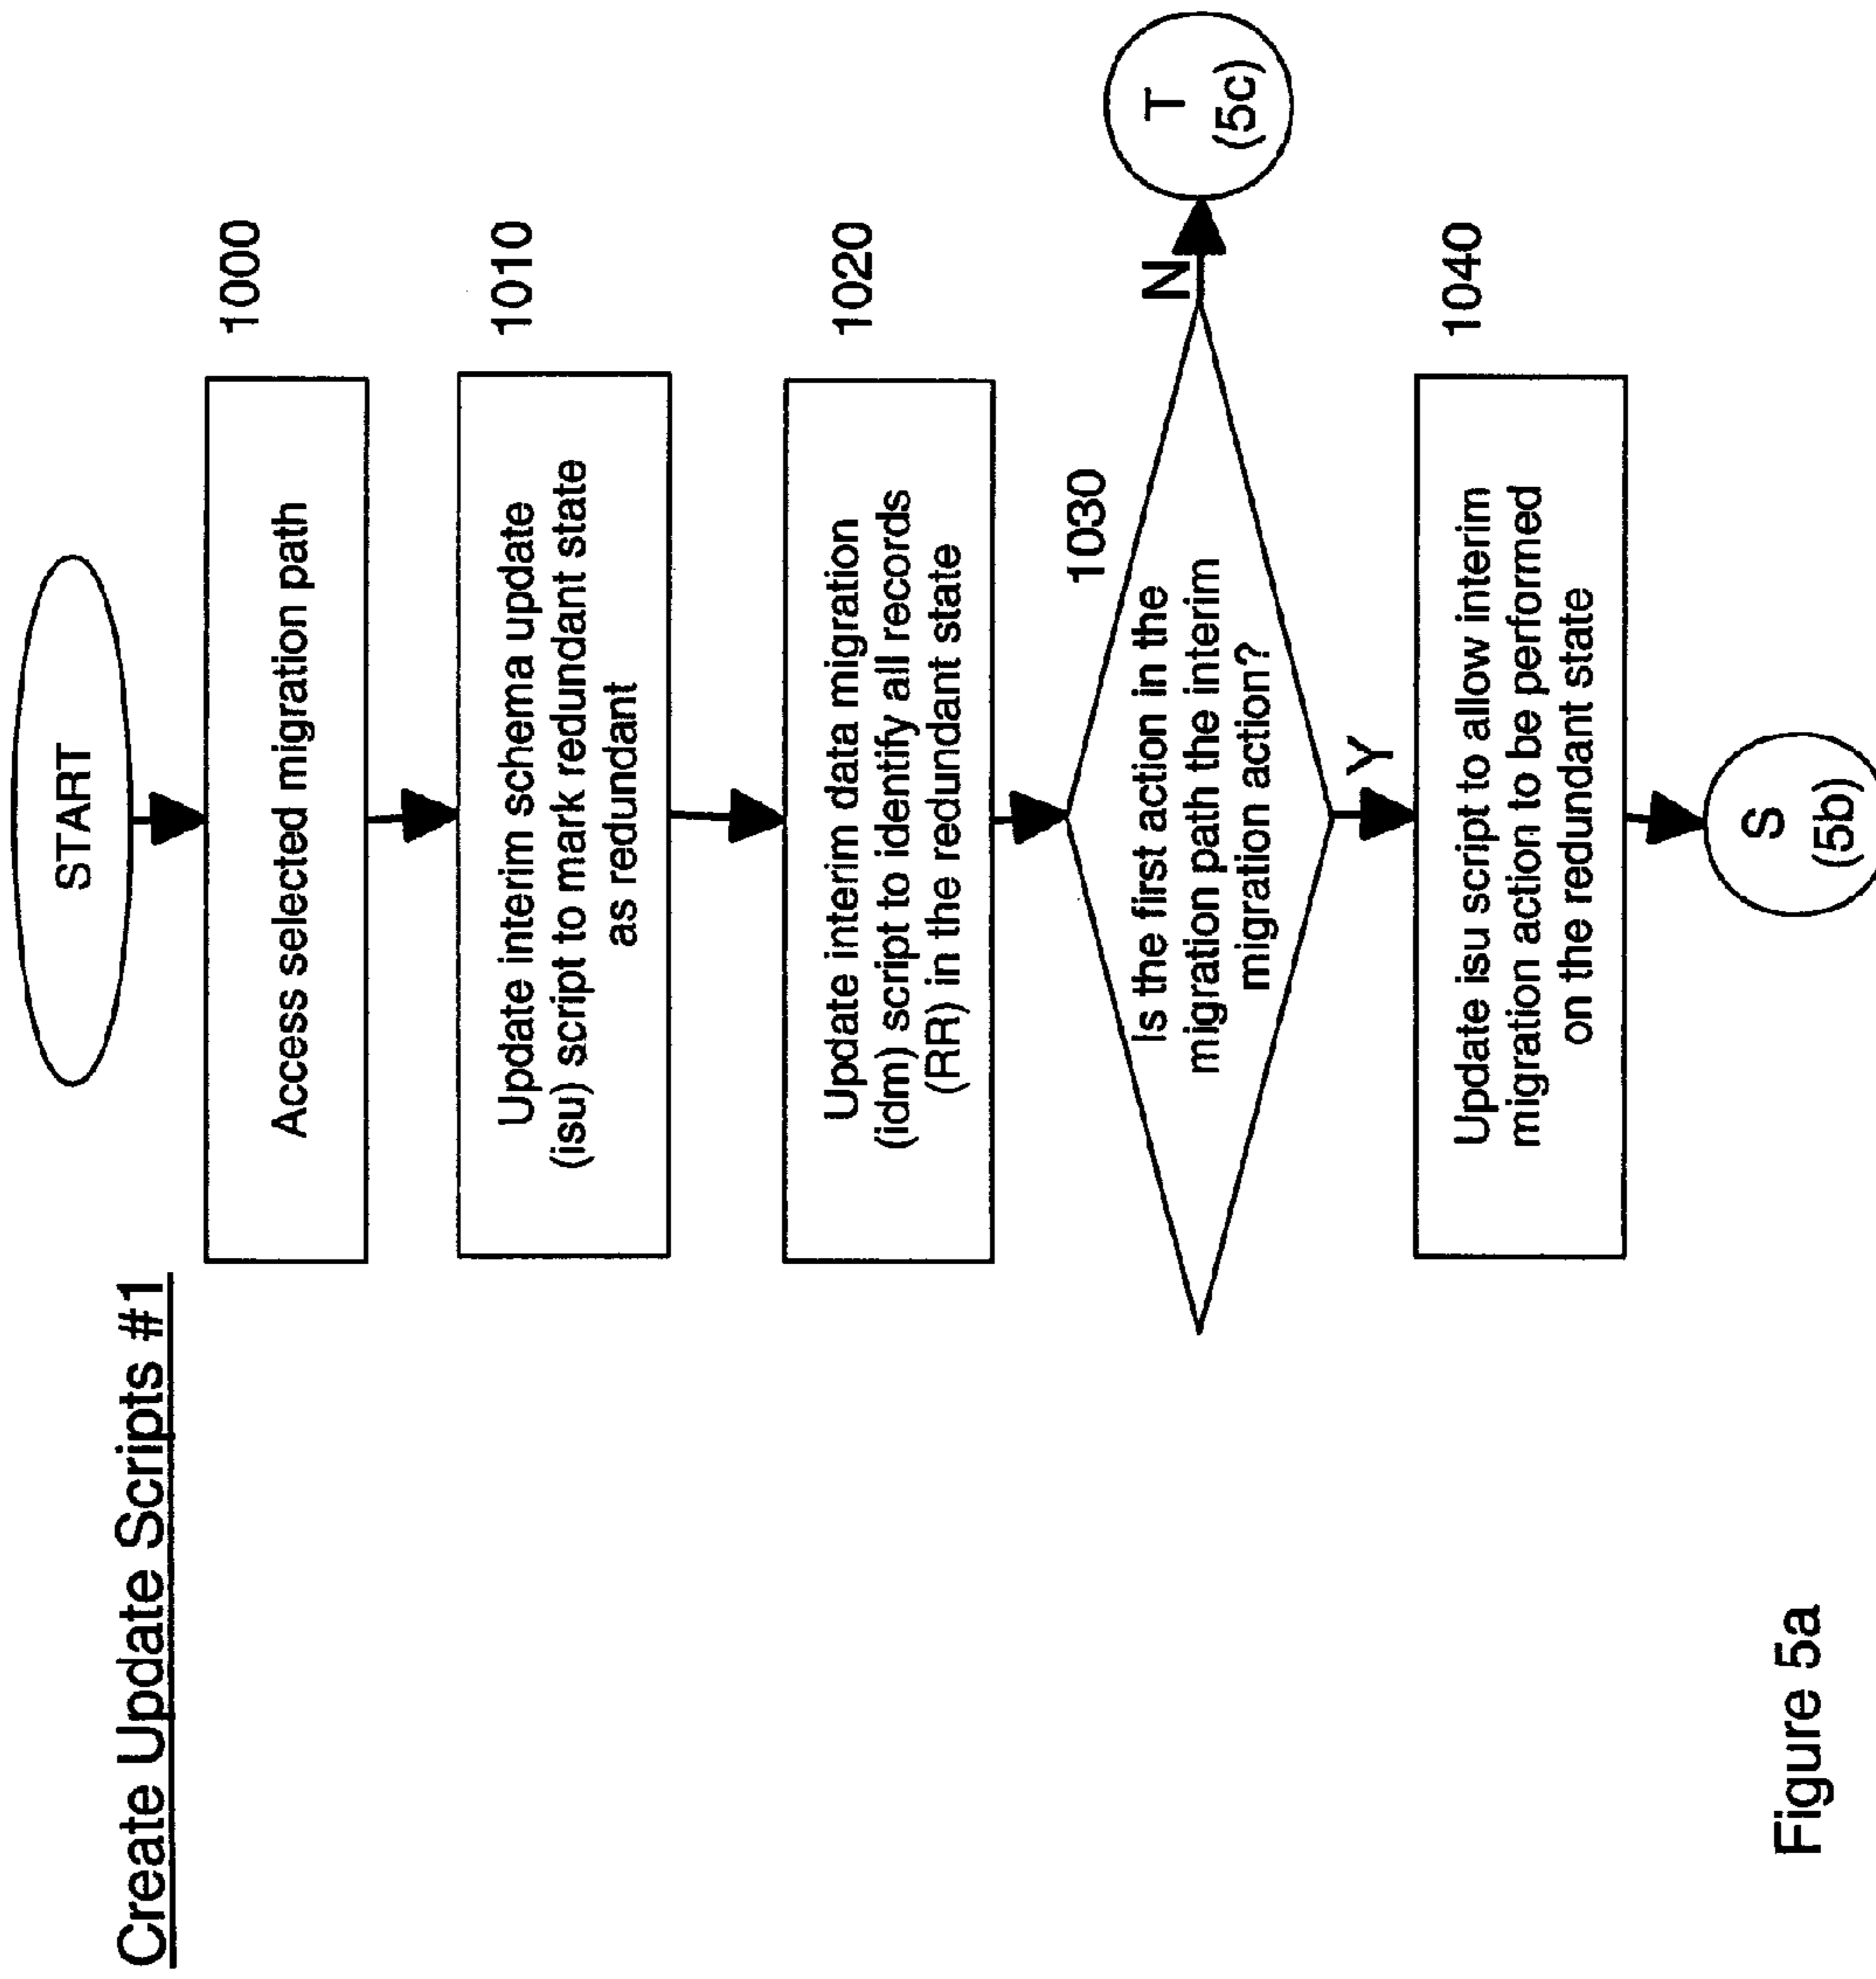 Create Update Scripts #1
START
Access selected migration path
1000
Update interim schema update
(isu) script to mark redundant state
as redundant
1010
Update interim data migration
(idm) script to identify all records
(RR) in the redundant state
1020
1030
Is the first action in the
migration path the interim
migration action?
N
T
(5c)
Y
Update isu script to allow interim
migration action to be performed
on the redundant state
1040
S
(5b)
Figure 5a